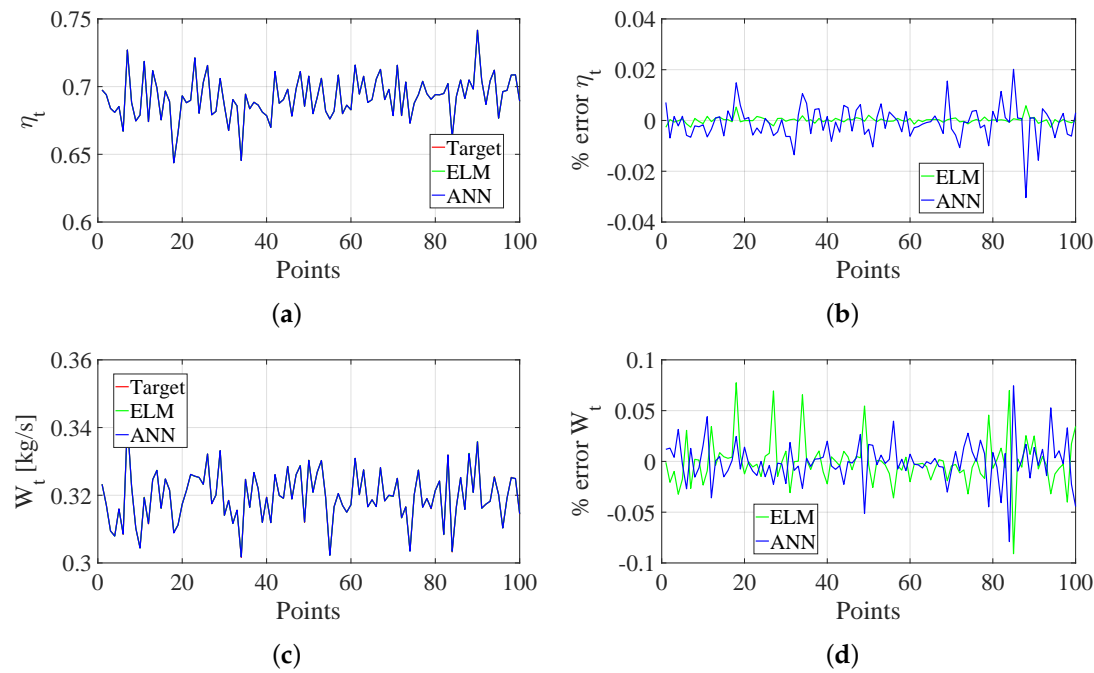 0.75
0.7
0.65
0.6
η_t
Target
ELM
ANN
0 20 40 60 80 100
Points
(a)
0.04
0.02
0
-0.02
-0.04
% error η_t
ELM
ANN
0 20 40 60 80 100
Points
(b)
0.36
0.34
0.32
0.3
W_t [kg/s]
Target
ELM
ANN
0 20 40 60 80 100
Points
(c)
0.1
0.05
0
-0.05
-0.1
% error W_t
ELM
ANN
0 20 40 60 80 100
Points
(d)